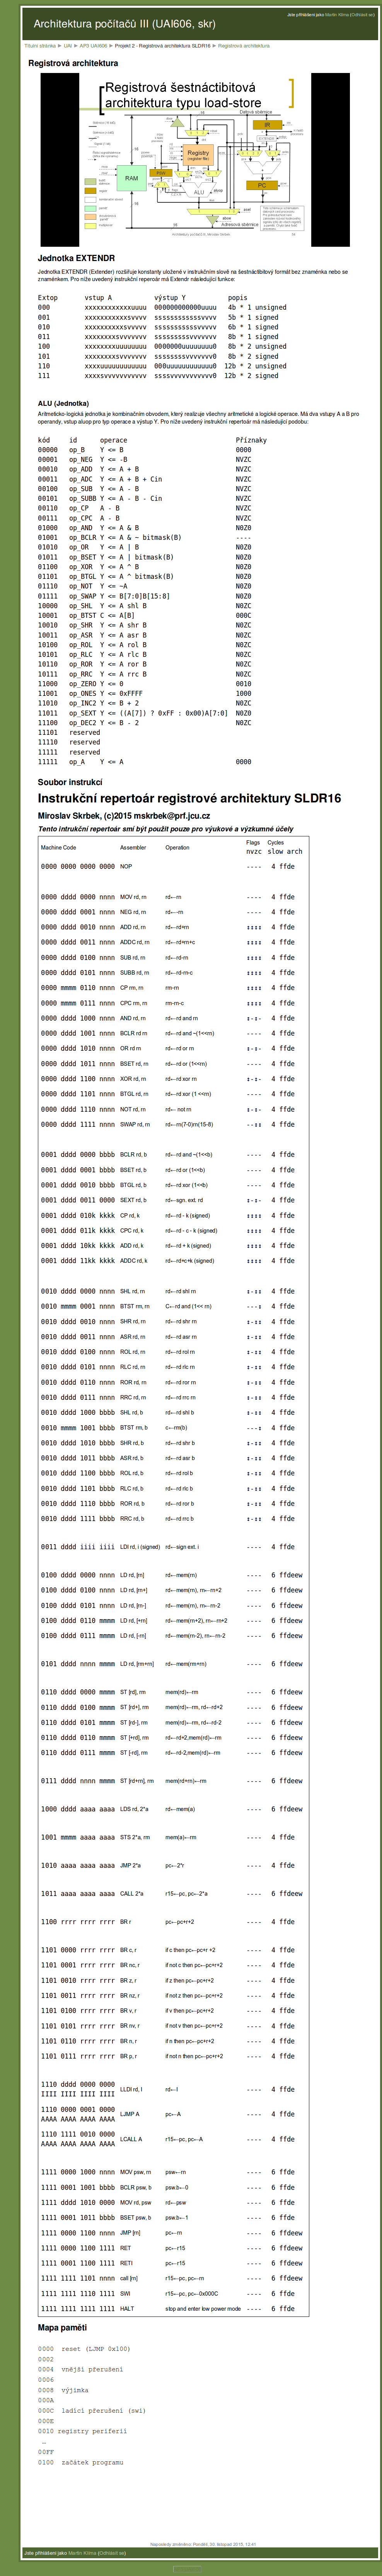 Architektura počítačů III (UAI606, skr)
Jste přihlášeni jako Martin Klíma (Odhlásit se)
Titulní stránka ► UAI ► AP3 UAI606 ► Projekt 2 - Registrová architektura SLDR16 ► Registrová architektura
Registrová architektura
Registrová šestnáctibitová
architektura typu load-store
Datová sběrnice
IR
Registry
(register file)
RAM
PSW
ALU
PC
Adresová sběrnice
Jednotka EXTENDR
Jednotka EXTENDR (Extender) rozšiřuje konstanty uložené v instrukčním slově na šestnáctibitový formát bez znaménka nebo se
znaménkem. Pro níže uvedený instrukční repertoár má Extendr následující funkce:
Extop vstup A výstup Y popis
000 xxxxxxxxxxxxuuuu 000000000000uuuu 4b * 1 unsigned
001 xxxxxxxxxxxsvvvv sssssssssssvvvv 5b * 1 signed
010 xxxxxxxxxxsvvvvv sssssssssssvvvvv 6b * 1 signed
011 xxxxxxxxsvvvvvvv sssssssssvvvvvvv 8b * 1 signed
100 xxxxxxxxuuuuuuuu 0000000uuuuuuuu0 8b * 2 unsigned
101 xxxxxxxxsvvvvvvv ssssssssvvvvvvv0 8b * 2 signed
110 xxxxuuuuuuuuuuuu 000uuuuuuuuuuuu0 12b * 2 unsigned
111 xxxxsvvvvvvvvvvv ssssvvvvvvvvvvv0 12b * 2 signed
ALU (Jednotka)
Aritmeticko-logická jednotka je kombinačním obvodem, který realizuje všechny aritmetické a logické operace. Má dva vstupy A a B pro
operandy, vstup aluop pro typ operace a výstup Y. Pro níže uvedený instrukční repertoár má následující podobu:
kód id operace Příznaky
00000 op_B Y <= B 0000
00001 op_NEG Y <= -B NVZC
00010 op_ADD Y <= A + B NVZC
00011 op_ADC Y <= A + B + Cin NVZC
00100 op_SUB Y <= A - B NVZC
00101 op_SUBB Y <= A - B - Cin NVZC
00110 op_CP A - B NVZC
00111 op_CPC A - B NVZC
01000 op_AND Y <= A & B N0Z0
01001 op_BCLR Y <= A & ~ bitmask(B) ----
01010 op_OR Y <= A | B N0Z0
01011 op_BSET Y <= A | bitmask(B) N0Z0
01100 op_XOR Y <= A ^ B N0Z0
01101 op_BTGL Y <= A ^ bitmask(B) N0Z0
01110 op_NOT Y <= ~A N0Z0
01111 op_SWAP Y <= B[7:0]B[15:8] N0Z0
10000 op_SHL Y <= A shl B N0ZC
10001 op_BTST C <= A[B] 000C
10010 op_SHR Y <= A shr B N0ZC
10011 op_ASR Y <= A asr B N0ZC
10100 op_ROL Y <= A rol B N0ZC
10101 op_RLC Y <= A rlc B N0ZC
10110 op_ROR Y <= A ror B N0ZC
10111 op_RRC Y <= A rrc B N0ZC
11000 op_ZERO Y <= 0 0010
11001 op_ONES Y <= 0xFFFF 1000
11010 op_INC2 Y <= B + 2 N0ZC
11011 op_SEXT Y <= ((A[7]) ? 0xFF : 0x00)A[7:0] N0Z0
11100 op_DEC2 Y <= B - 2 N0ZC
11101 reserved
11110 reserved
11111 reserved
11111 op_A Y <= A 0000
Soubor instrukcí
Instrukční repertoár registrové architektury SLDR16
Miroslav Skrbek, (c)2015 mskrbek@prf.jcu.cz
Tento intrukční repertoár smí být použit pouze pro výukové a výzkumné účely
Machine Code Assembler Operation Flags nvzc Cycles slow arch
0000 0000 0000 0000 NOP ---- 4 ffde
0000 dddd 0000 nnnn MOV rd, rn rd←rn ---- 4 ffde
0000 dddd 0001 nnnn NEG rd, rn rd←-rn ---- 4 ffde
0000 dddd 0010 nnnn ADD rd, rn rd←rd+rn :::: 4 ffde
0000 dddd 0011 nnnn ADDC rd, rn rd←rd+rn+c :::: 4 ffde
0000 dddd 0100 nnnn SUB rd, rn rd←rd-rn :::: 4 ffde
0000 dddd 0101 nnnn SUBB rd, rn rd←rd-rn-c :::: 4 ffde
0000 mmmm 0110 nnnn CP rm, rn rm-rn :::: 4 ffde
0000 mmmm 0111 nnnn CPC rm, rn rm-rn-c :::: 4 ffde
0000 dddd 1000 nnnn AND rd, rn rd←rd and rn :-:- 4 ffde
0000 dddd 1001 nnnn BCLR rd rn rd←rd and ~(1<<rn) ---- 4 ffde
0000 dddd 1010 nnnn OR rd rn rd←rd or rn :-:- 4 ffde
0000 dddd 1011 nnnn BSET rd, rn rd←rd or (1<<rn) ---- 4 ffde
0000 dddd 1100 nnnn XOR rd, rn rd←rd xor rn :-:- 4 ffde
0000 dddd 1101 nnnn BTGL rd, rn rd←rd xor (1 <<rn) ---- 4 ffde
0000 dddd 1110 nnnn NOT rd, rn rd← not rn :-:- 4 ffde
0000 dddd 1111 nnnn SWAP rd, rn rd←rn(7-0)rn(15-8) --:: 4 ffde
0001 dddd 0000 bbbb BCLR rd, b rd←rd and ~(1<<b) ---- 4 ffde
0001 dddd 0001 bbbb BSET rd, b rd←rd or (1<<b) ---- 4 ffde
0001 dddd 0010 bbbb BTGL rd, b rd←rd xor (1<<b) ---- 4 ffde
0001 dddd 0011 0000 SEXT rd, b rd←sgn. ext. rd :-:- 4 ffde
0001 dddd 010k kkkk CP rd, k rd←rd - k (signed) :::: 4 ffde
0001 dddd 011k kkkk CPC rd, k rd←rd - c - k (signed) :::: 4 ffde
0001 dddd 10kk kkkk ADD rd, k rd←rd + k (signed) :::: 4 ffde
0001 dddd 11kk kkkk ADDC rd, k rd←rd+c+k (signed) :::: 4 ffde
0010 dddd 0000 nnnn SHL rd, rn rd←rd shl rn :-:: 4 ffde
0010 mmmm 0001 nnnn BTST rm, rn C←rd and (1<< rn) ---: 4 ffde
0010 dddd 0010 nnnn SHR rd, rn rd←rd shr rn :-:: 4 ffde
0010 dddd 0011 nnnn ASR rd, rn rd←rd asr rn :-:: 4 ffde
0010 dddd 0100 nnnn ROL rd, rn rd←rd rol rn :-:: 4 ffde
0010 dddd 0101 nnnn RLC rd, rn rd←rd rlc rn :-:: 4 ffde
0010 dddd 0110 nnnn ROR rd, rn rd←rd ror rn :-:: 4 ffde
0010 dddd 0111 nnnn RRC rd, rn rd←rd rrc rn :-:: 4 ffde
0010 dddd 1000 bbbb SHL rd, b rd←rd shl b :-:: 4 ffde
0010 mmmm 1001 bbbb BTST rm, b c←rm(b) ---: 4 ffde
0010 dddd 1010 bbbb SHR rd, b rd←rd shr b :-:: 4 ffde
0010 dddd 1011 bbbb ASR rd, b rd←rd asr b :-:: 4 ffde
0010 dddd 1100 bbbb ROL rd, b rd←rd rol b :-:: 4 ffde
0010 dddd 1101 bbbb RLC rd, b rd←rd rlc b :-:: 4 ffde
0010 dddd 1110 bbbb ROR rd, b rd←rd ror b :-:: 4 ffde
0010 dddd 1111 bbbb RRC rd, b rd←rd rrc b :-:: 4 ffde
0011 dddd iiii iiii LDI rd, i (signed) rd←sign ext. i ---- 4 ffde
0100 dddd 0000 nnnn LD rd, [rn] rd←mem(rn) ---- 6 ffdeew
0100 dddd 0100 nnnn LD rd, [rn+] rd←mem(rn), rn←rn+2 ---- 6 ffdeew
0100 dddd 0101 nnnn LD rd, [rn-] rd←mem(rn), rn←rn-2 ---- 6 ffdeew
0100 dddd 0110 mmmm LD rd, [+rn] rd←mem(rn+2), rn←rn+2 ---- 6 ffdeew
0100 dddd 0111 mmmm LD rd, [-rn] rd←mem(rn-2), rn←rn-2 ---- 6 ffdeew
0101 dddd nnnn mmmm LD rd, [rm+rn] rd←mem(rm+rn) ---- 6 ffdeew
0110 dddd 0000 mmmm ST [rd], rm mem(rd)←rm ---- 6 ffdeew
0110 dddd 0100 mmmm ST [rd+], rm mem(rd)←rm, rd←rd+2 ---- 6 ffdeew
0110 dddd 0101 mmmm ST [rd-], rm mem(rd)←rm, rd←rd-2 ---- 6 ffdeew
0110 dddd 0110 mmmm ST [+rd], rm rd←rd+2,mem(rd)←rm ---- 6 ffdeew
0110 dddd 0111 mmmm ST [-rd], rm rd←rd-2,mem(rd)←rm ---- 6 ffdeew
0111 dddd nnnn mmmm ST [rd+rn], rm mem(rd+rn)←rm ---- 6 ffdeew
1000 dddd aaaa aaaa LDS rd, 2*a rd←mem(a) ---- 6 ffdeew
1001 mmmm aaaa aaaa STS 2*a, rm mem(a)←rm ---- 4 ffde
1010 aaaa aaaa aaaa JMP 2*a pc←2*r ---- 4 ffde
1011 aaaa aaaa aaaa CALL 2*a r15←pc, pc←2*a ---- 6 ffdeew
1100 rrrr rrrr rrrr BR r pc←pc+r+2 ---- 4 ffde
1101 0000 rrrr rrrr BR c, r if c then pc←pc+r +2 ---- 4 ffde
1101 0001 rrrr rrrr BR nc, r if not c then pc←pc+r+2 ---- 4 ffde
1101 0010 rrrr rrrr BR z, r if z then pc←pc+r+2 ---- 4 ffde
1101 0011 rrrr rrrr BR nz, r if not z then pc←pc+r+2 ---- 4 ffde
1101 0100 rrrr rrrr BR v, r if v then pc←pc+r+2 ---- 4 ffde
1101 0101 rrrr rrrr BR nv, r if not v then pc←pc+r+2 ---- 4 ffde
1101 0110 rrrr rrrr BR n, r if n then pc←pc+r+2 ---- 4 ffde
1101 0111 rrrr rrrr BR p, r if not n then pc←pc+r+2 ---- 4 ffde
1110 dddd 0000 0000 IIII IIII IIII IIII LLDI rd, I rd←I ---- 4 ffde
1110 0000 0001 0000 AAAA AAAA AAAA AAAA LJMP A pc←A ---- 4 ffde
1110 1111 0010 0000 AAAA AAAA AAAA AAAA LCALL A r15←pc, pc←A ---- 4 ffde
1111 0000 1000 nnnn MOV psw, rn psw←rn ---- 4 ffde
1111 0001 1001 bbbb BCLR psw, b psw.b←0 ---- 4 ffde
1111 dddd 1010 0000 MOV rd, psw rd←psw ---- 4 ffde
1111 0001 1011 bbbb BSET psw, b psw.b←1 ---- 4 ffde
1111 0000 1100 nnnn JMP [rn] pc←rn ---- 6 ffdeew
1111 0000 1100 1111 RET pc←r15 ---- 6 ffdeew
1111 0001 1100 1111 RETI pc←r15 ---- 6 ffdeew
1111 1111 1101 nnnn call [rn] r15←pc, pc←rn ---- 6 ffdeew
1111 1111 1110 1111 SWI r15←pc, pc←0x000C ---- 6 ffdeew
1111 1111 1111 1111 HALT stop and enter low power mode ---- 6 ffde
Mapa paměti
0000 reset (LJMP 0x100)
0002
0004 vnější přerušení
0006
0008 výjimka
000A
000C ladící přerušení (swi)
000E
0010 registry periferií
…
00FF
0100 začátek programu
Naposledy změněno: Pondělí, 30. listopad 2015, 12.41
Jste přihlášeni jako Martin Klíma (Odhlásit se)